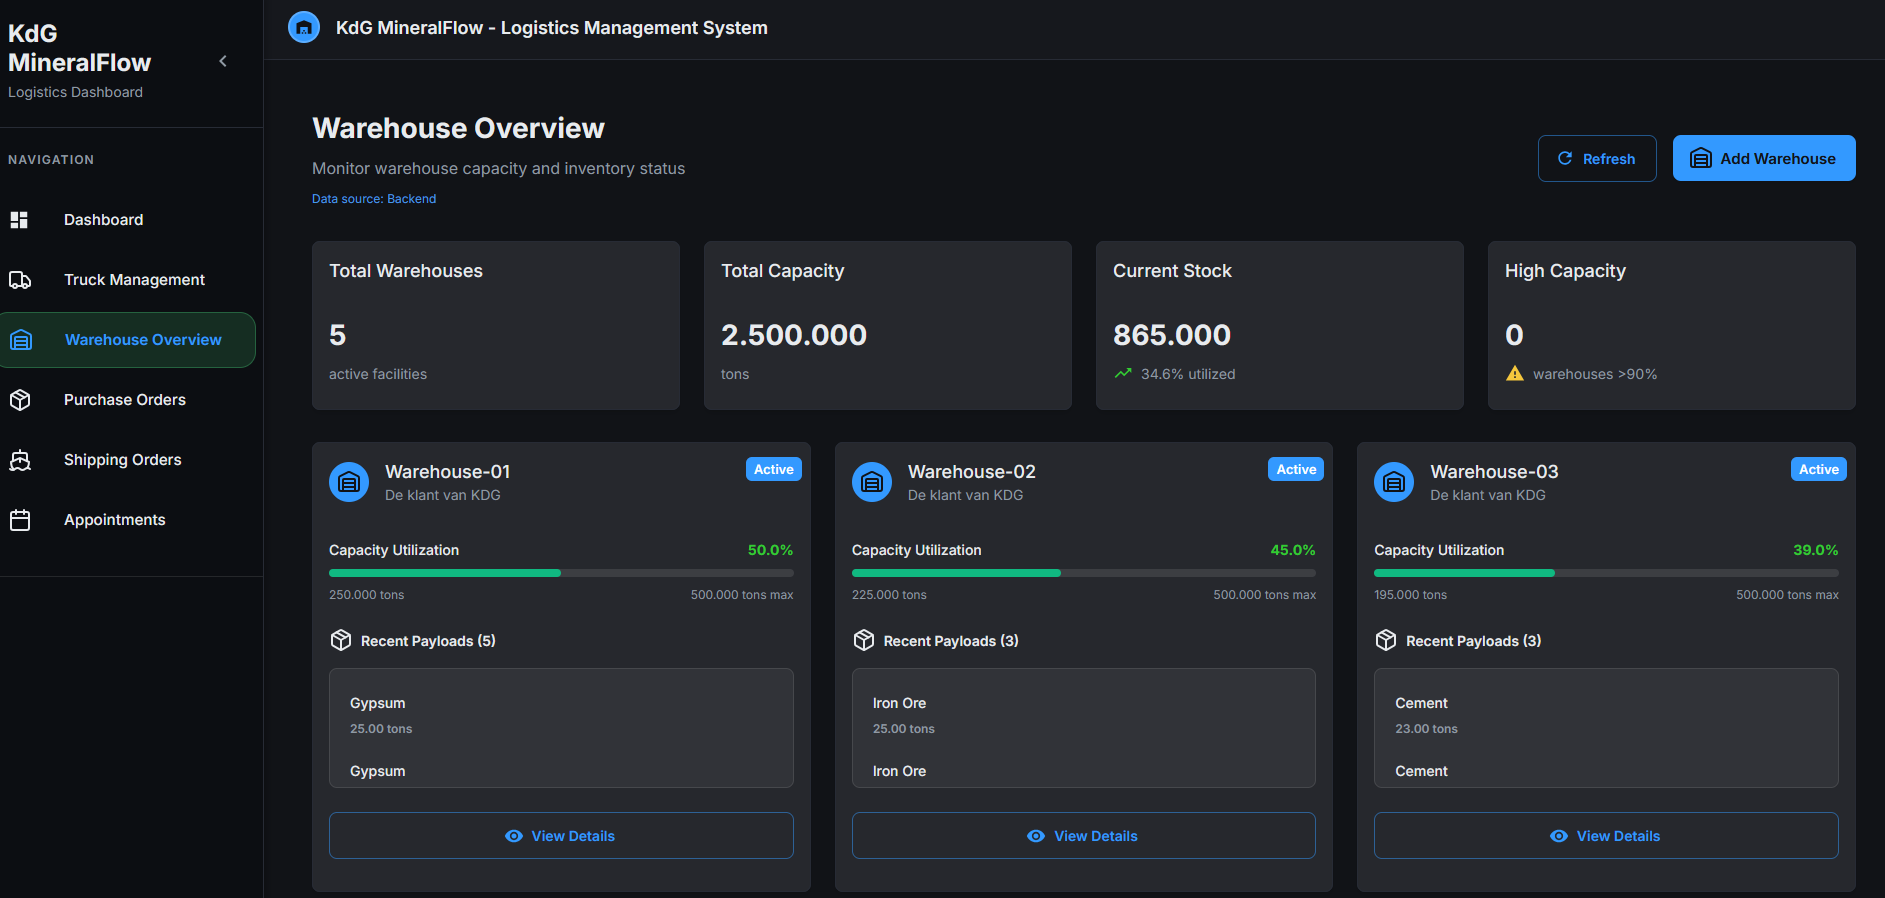 KdG
MineralFlow
Logistics Dashboard
NAVIGATION
Dashboard
Truck Management
Warehouse Overview
Purchase Orders
Shipping Orders
Appointments
KdG MineralFlow - Logistics Management System
Warehouse Overview
Monitor warehouse capacity and inventory status
Data source: Backend
Refresh
Add Warehouse
Total Warehouses
5
active facilities
Total Capacity
2.500.000
tons
Current Stock
865.000
34.6% utilized
High Capacity
0
warehouses >90%
Warehouse-01
De klant van KDG
Active
Capacity Utilization 50.0%
250.000 tons 500.000 tons max
Recent Payloads (5)
Gypsum
25.00 tons
Gypsum
View Details
Warehouse-02
De klant van KDG
Active
Capacity Utilization 45.0%
225.000 tons 500.000 tons max
Recent Payloads (3)
Iron Ore
25.00 tons
Iron Ore
View Details
Warehouse-03
De klant van KDG
Active
Capacity Utilization 39.0%
195.000 tons 500.000 tons max
Recent Payloads (3)
Cement
23.00 tons
Cement
View Details